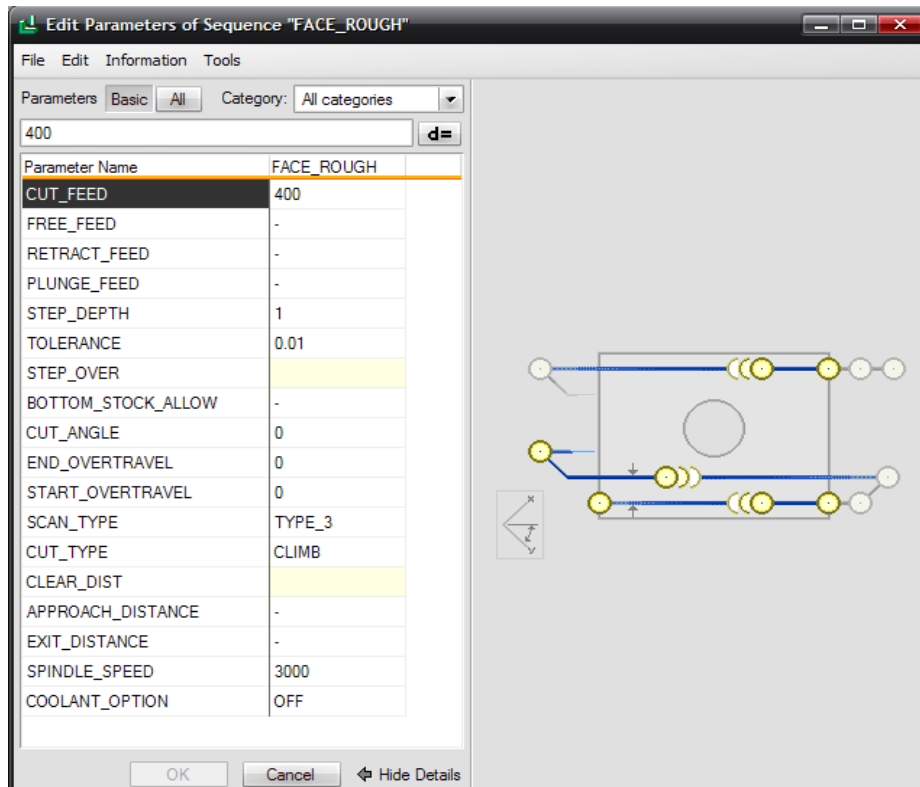 Edit Parameters of Sequence "FACE_ROUGH"
File Edit Information Tools
Parameters Basic All Category: All categories
400 d=
Parameter Name FACE_ROUGH
CUT_FEED 400
FREE_FEED -
RETRACT_FEED -
PLUNGE_FEED -
STEP_DEPTH 1
TOLERANCE 0.01
STEP_OVER
BOTTOM_STOCK_ALLOW -
CUT_ANGLE 0
END_OVERTRAVEL 0
START_OVERTRAVEL 0
SCAN_TYPE TYPE_3
CUT_TYPE CLIMB
CLEAR_DIST
APPROACH_DISTANCE -
EXIT_DISTANCE -
SPINDLE_SPEED 3000
COOLANT_OPTION OFF
x
y
OK Cancel Hide Details